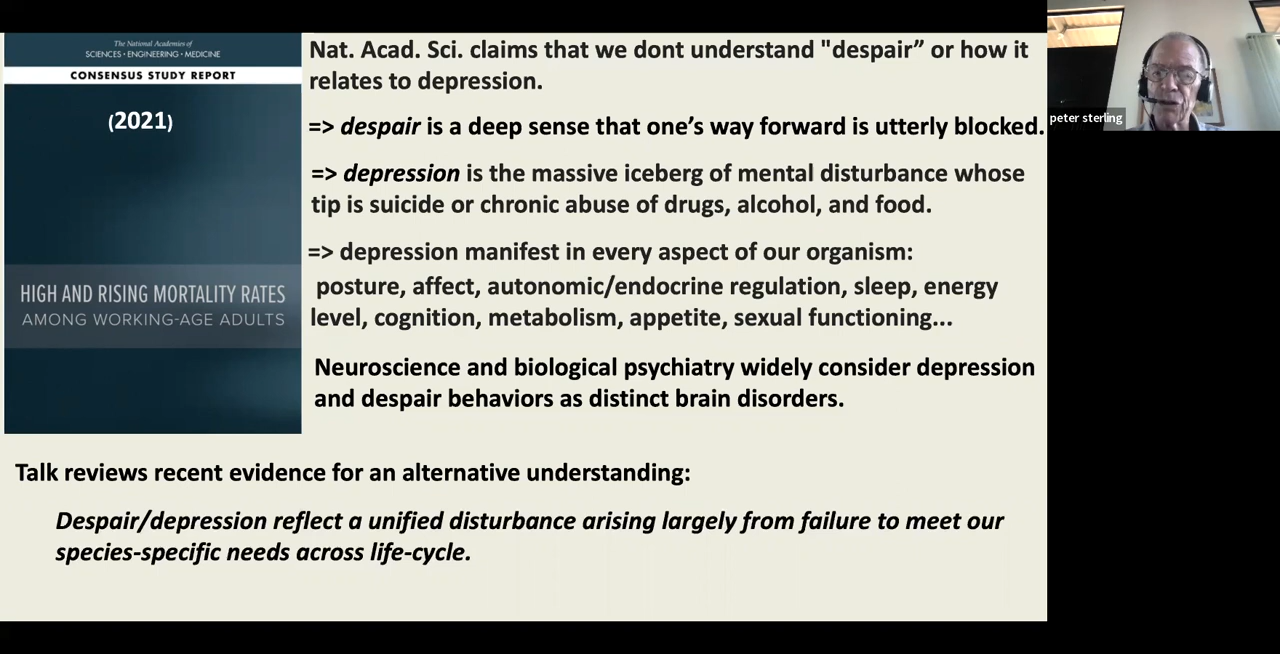 The National Academies of
SCIENCES • ENGINEERING • MEDICINE
CONSENSUS STUDY REPORT
(2021)
HIGH AND RISING MORTALITY RATES
AMONG WORKING-AGE ADULTS
Nat. Acad. Sci. claims that we dont understand "despair” or how it
relates to depression.
=> despair is a deep sense that one’s way forward is utterly blocked.
=> depression is the massive iceberg of mental disturbance whose
tip is suicide or chronic abuse of drugs, alcohol, and food.
=> depression manifest in every aspect of our organism:
posture, affect, autonomic/endocrine regulation, sleep, energy
level, cognition, metabolism, appetite, sexual functioning...
Neuroscience and biological psychiatry widely consider depression
and despair behaviors as distinct brain disorders.
Talk reviews recent evidence for an alternative understanding:
Despair/depression reflect a unified disturbance arising largely from failure to meet our
species-specific needs across life-cycle.
peter sterling